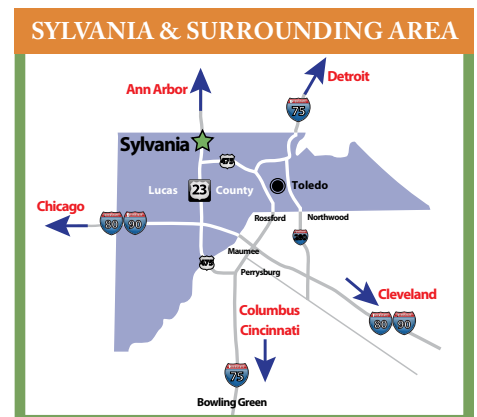 SYLVANIA & SURROUNDING AREA
Detroit
Ann Arbor
75
Sylvania
475
Lucas 23 County
Toledo
Chicago
80 90
Rossford
Northwood
280
Maumee
475
Perrysburg
Cleveland
Columbus
Cincinnati
80 90
75
Bowling Green